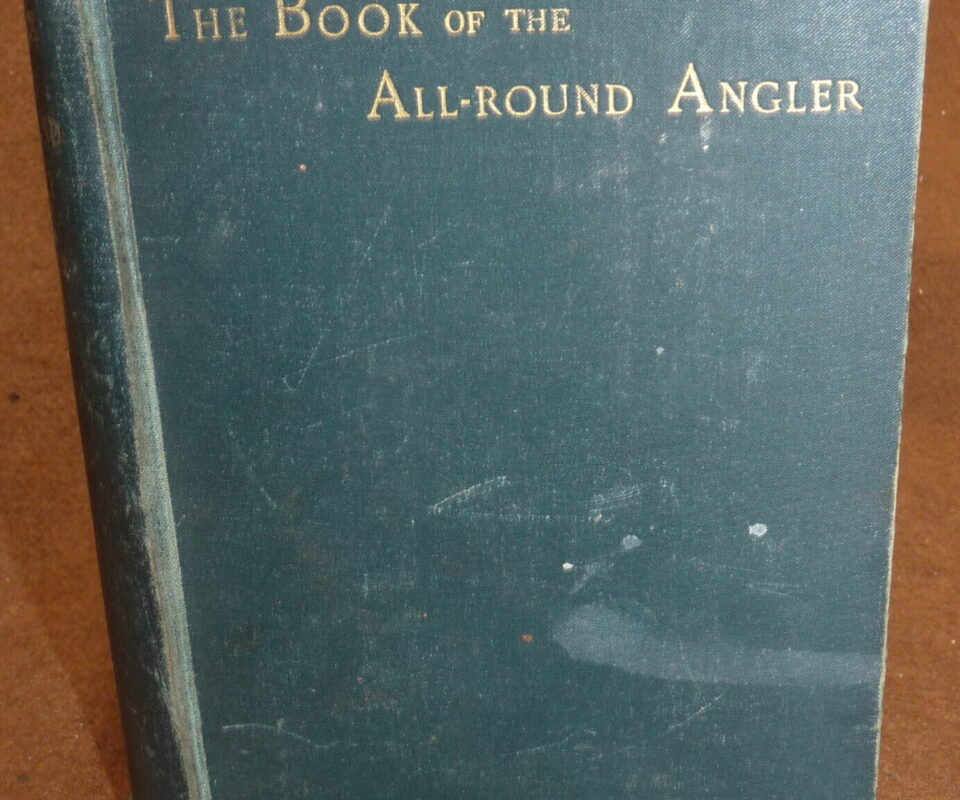 THE BOOK OF THE
ALL-ROUND ANGLER